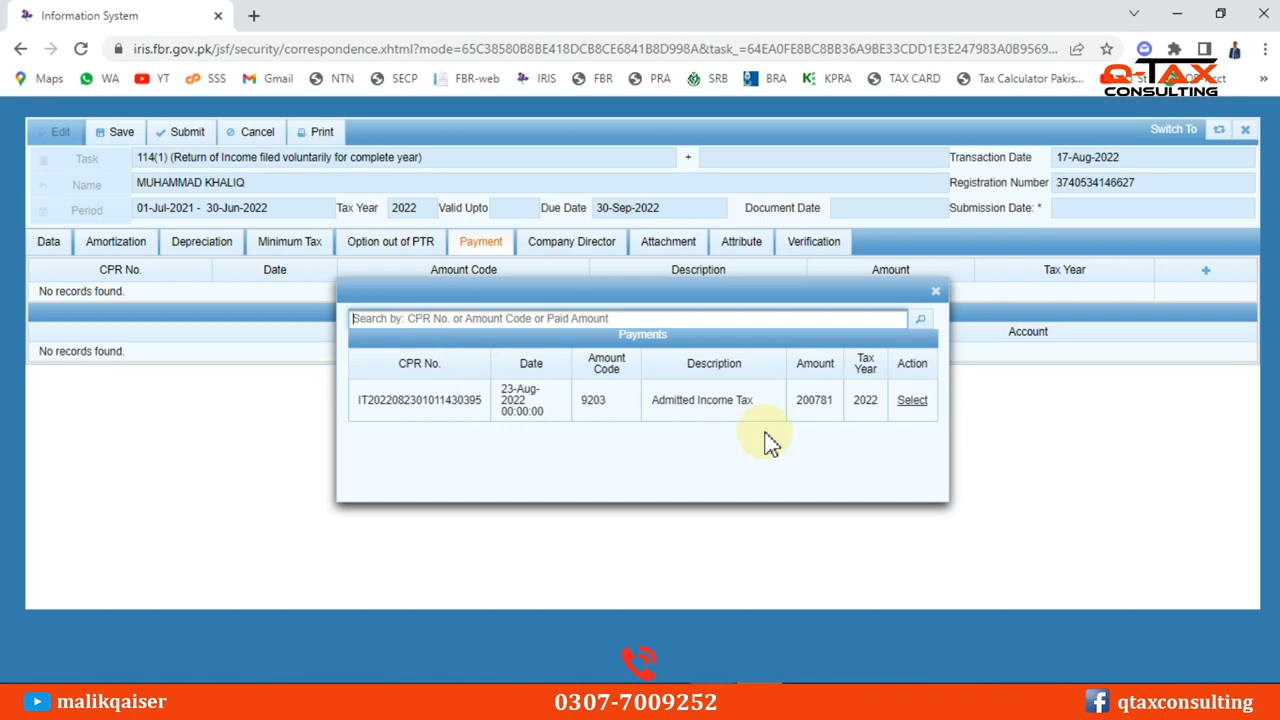 Information System
iris.fbr.gov.pk/jsf/security/correspondence.xhtml?mode=65C38580B8BE418DCB8CE6841B8D998A&task_=64EA0FE8BC8BB36A9BE33CDD1E3E247983A0B9569...
Maps WA YT SSS Gmail NTN SECP FBR-web IRIS FBR PRA SRB BRA KPRA TAX CARD Tax Calculator Pakis...
Q-TAX
CONSULTING
Edit Save Submit Cancel Print Switch To
Task 114(1) (Return of Income filed voluntarily for complete year) + Transaction Date 17-Aug-2022
Name MUHAMMAD KHALIQ Registration Number 3740534146627
Period 01-Jul-2021 - 30-Jun-2022 Tax Year 2022 Valid Upto Due Date 30-Sep-2022 Document Date Submission Date: *
Data Amortization Depreciation Minimum Tax Option out of PTR Payment Company Director Attachment Attribute Verification
CPR No. Date Amount Code Description Amount Tax Year +
No records found.
Search by: CPR No. or Amount Code or Paid Amount
Payments
Account
No records found.
CPR No. Date Amount Code Description Amount Tax Year Action
IT2022082301011430395 23-Aug-2022 00:00:00 9203 Admitted Income Tax 200781 2022 Select
malikqaiser 0307-7009252 qtaxconsulting